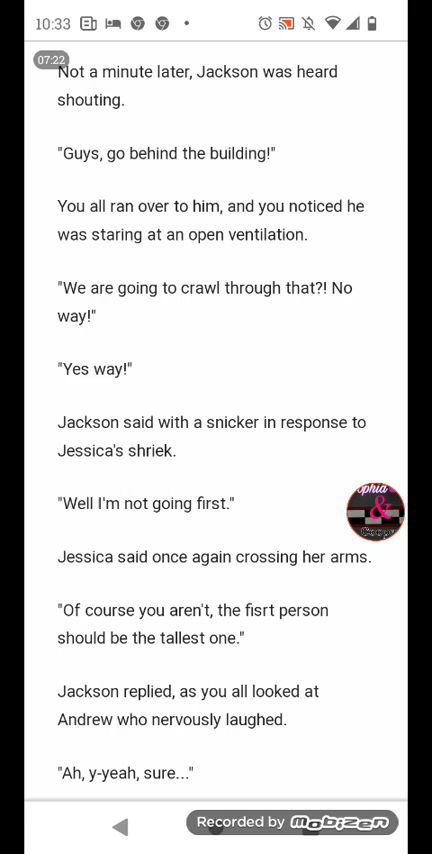 10:33
07:22
Not a minute later, Jackson was heard
shouting.
"Guys, go behind the building!"
You all ran over to him, and you noticed he
was staring at an open ventilation.
"We are going to crawl through that?! No
way!"
"Yes way!"
Jackson said with a snicker in response to
Jessica's shriek.
"Well I'm not going first."
ophia
&
Jessica said once again crossing her arms.
"Of course you aren't, the fisrt person
should be the tallest one."
Jackson replied, as you all looked at
Andrew who nervously laughed.
"Ah, y-yeah, sure..."
Recorded by Mobizen